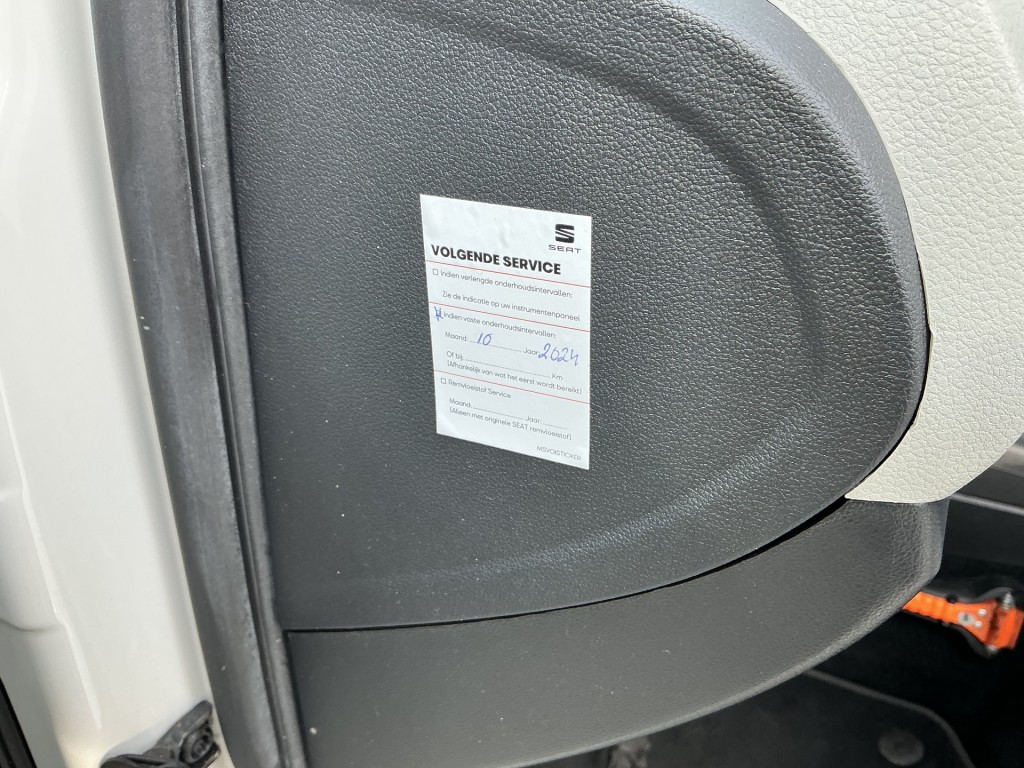 SEAT
VOLGENDE SERVICE
Indien verlengde onderhoudsintervallen:
Zie de indicatie op uw instrumentenpaneel
Indien vaste onderhoudsintervallen:
Maand: 10 Jaar: 2024
Of bij Km
(Afhankelijk van wat het eerst wordt bereikt)
Remvloeistof Service
Maand: Jaar:
(Alleen met originele SEAT remvloeistof)
MSVOISTICKER